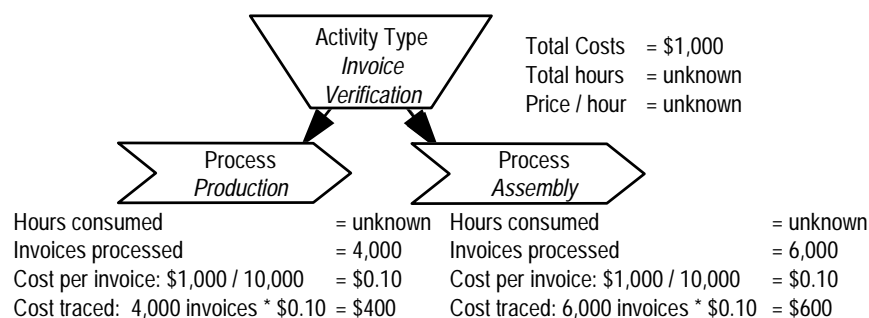 Activity Type
Invoice
Verification
Total Costs = $1,000
Total hours = unknown
Price / hour = unknown
Process
Production
Process
Assembly
Hours consumed = unknown
Invoices processed = 4,000
Cost per invoice: $1,000 / 10,000 = $0.10
Cost traced: 4,000 invoices * $0.10 = $400
Hours consumed = unknown
Invoices processed = 6,000
Cost per invoice: $1,000 / 10,000 = $0.10
Cost traced: 6,000 invoices * $0.10 = $600